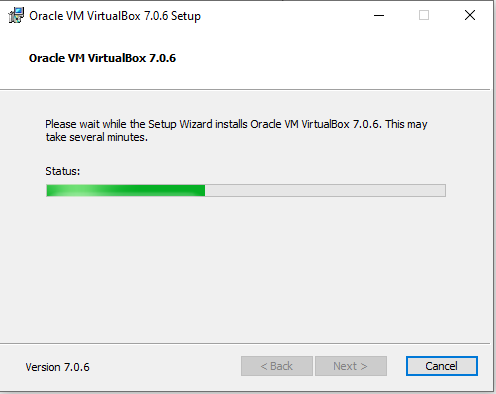 Oracle VM VirtualBox 7.0.6 Setup
Oracle VM VirtualBox 7.0.6
Please wait while the Setup Wizard installs Oracle VM VirtualBox 7.0.6. This may
take several minutes.
Status:
Version 7.0.6
< Back
Next >
Cancel